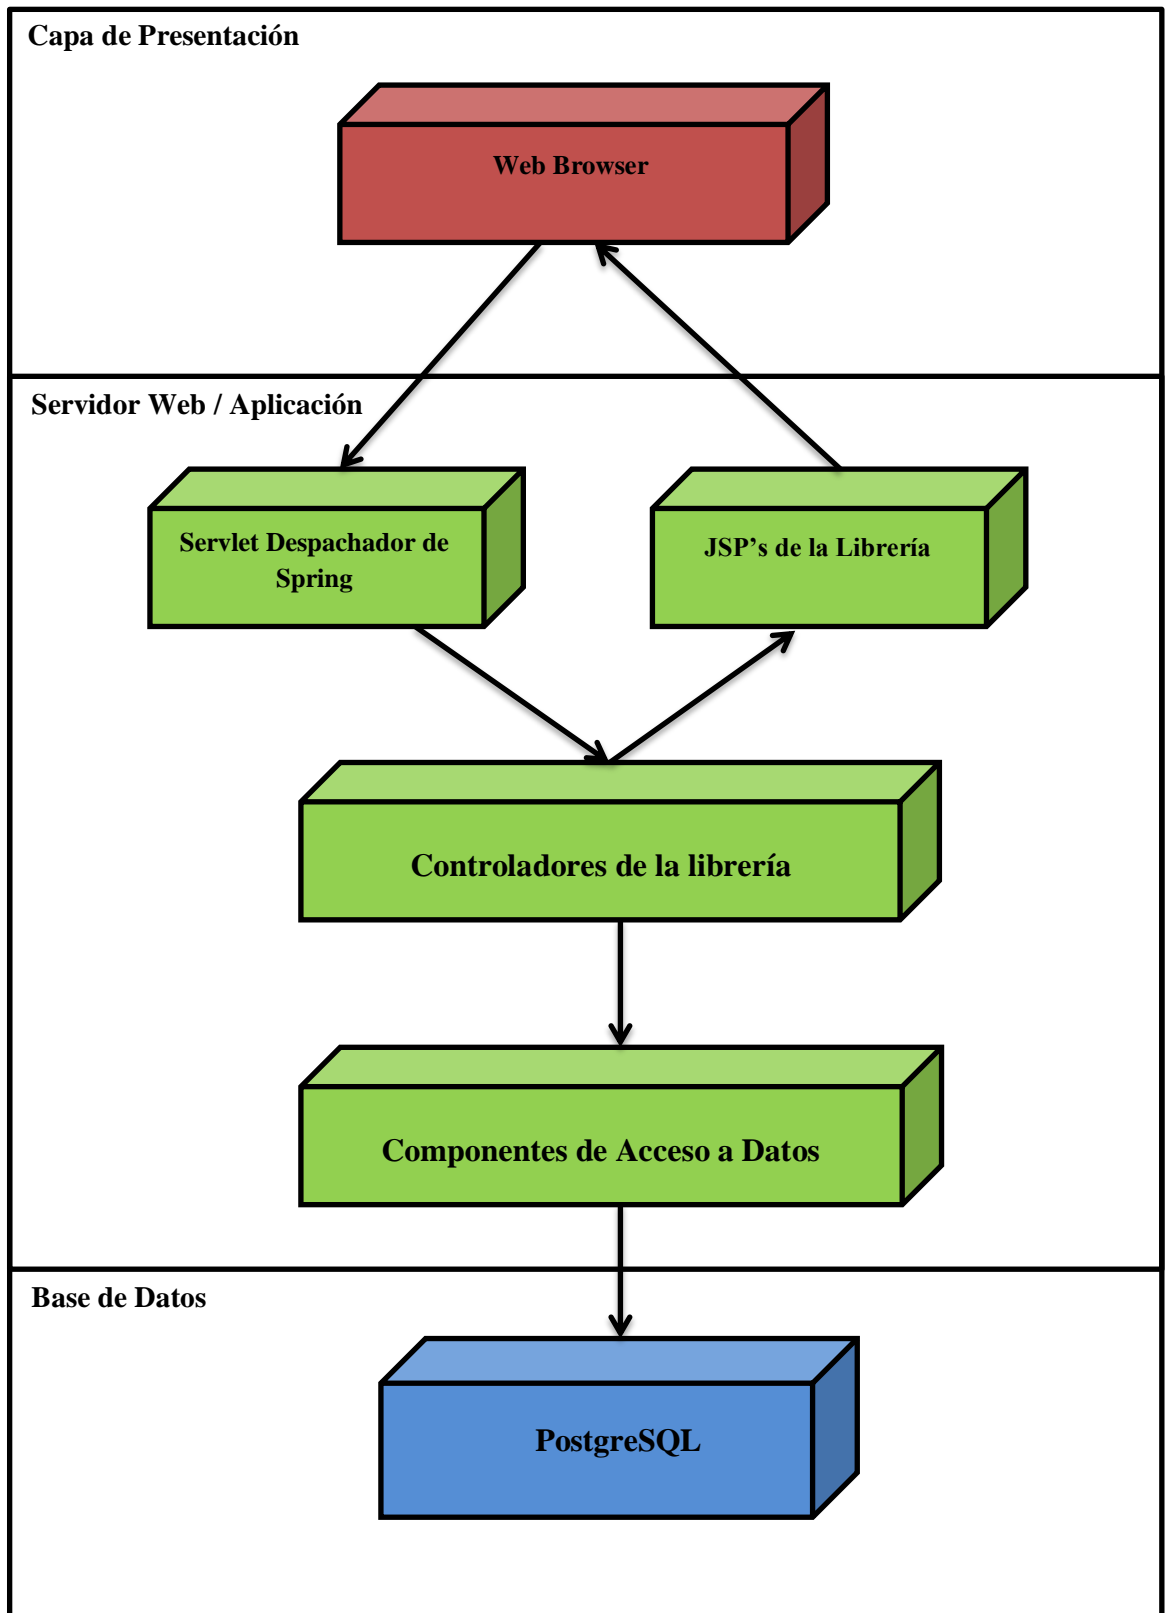 Capa de Presentación
Web Browser
Servidor Web / Aplicación
Servlet Despachador de
Spring
JSP’s de la Librería
Controladores de la librería
Componentes de Acceso a Datos
Base de Datos
PostgreSQL